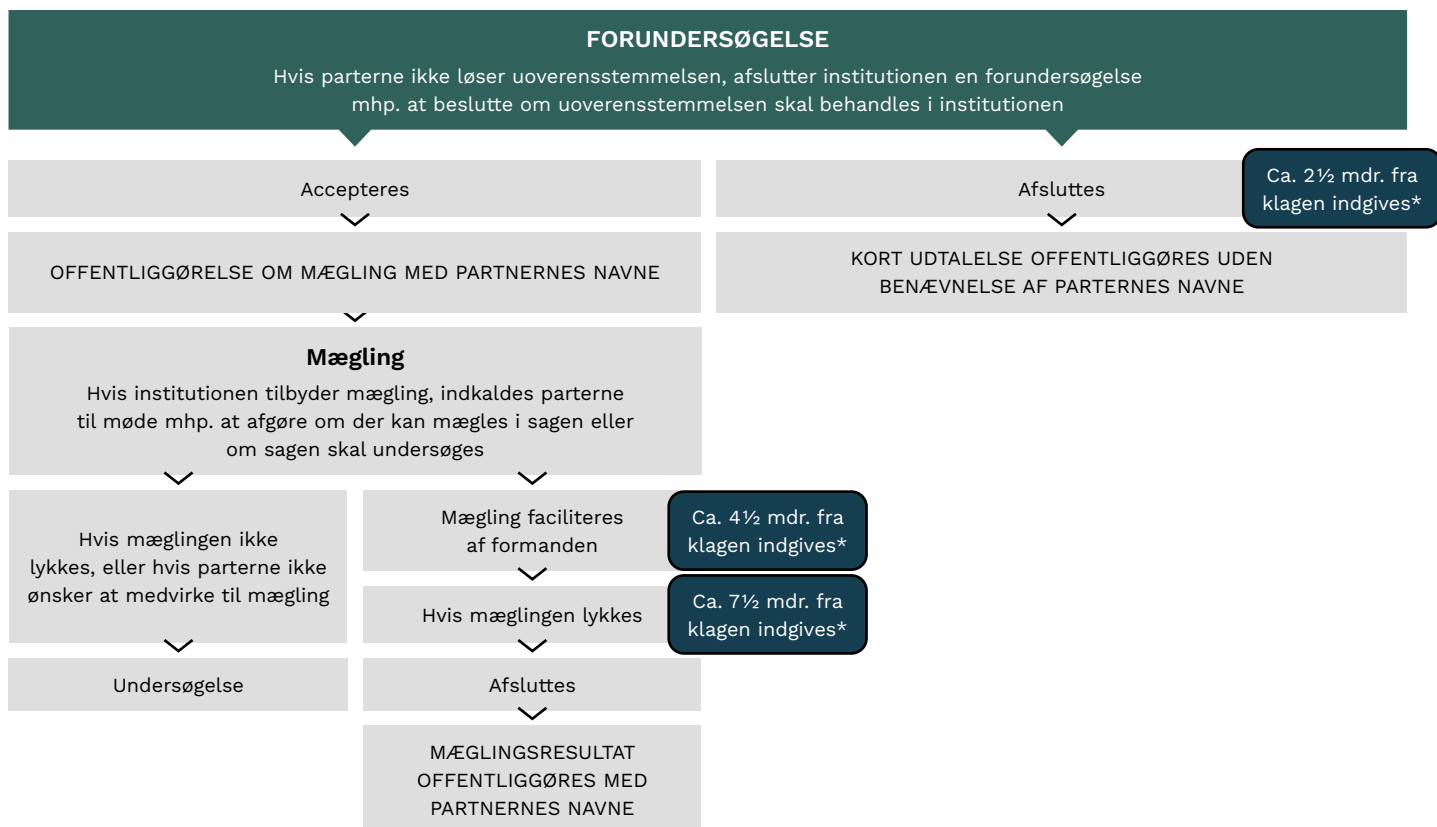 FORUNDERSØGELSE
Hvis parterne ikke løser uoverensstemmelsen, afslutter institutionen en forundersøgelse
mhp. at beslutte om uoverensstemmelsen skal behandles i institutionen
Accepteres
Afsluttes
Ca. 2½ mdr. fra
klagen indgives*
OFFENTLIGGØRELSE OM MÆGLING MED PARTNERNES NAVNE
KORT UDTALELSE OFFENTLIGGØRES UDEN
BENÆVNELSE AF PARTERNES NAVNE
Mægling
Hvis institutionen tilbyder mægling, indkaldes parterne
til møde mhp. at afgøre om der kan mægles i sagen eller
om sagen skal undersøges
Hvis mæglingen ikke
lykkes, eller hvis parterne ikke
ønsker at medvirke til mægling
Undersøgelse
Mægling faciliteres
af formanden
Ca. 4½ mdr. fra
klagen indgives*
Hvis mæglingen lykkes
Ca. 7½ mdr. fra
klagen indgives*
Afsluttes
MÆGLINGSRESULTAT
OFFENTLIGGØRES MED
PARTNERNES NAVNE